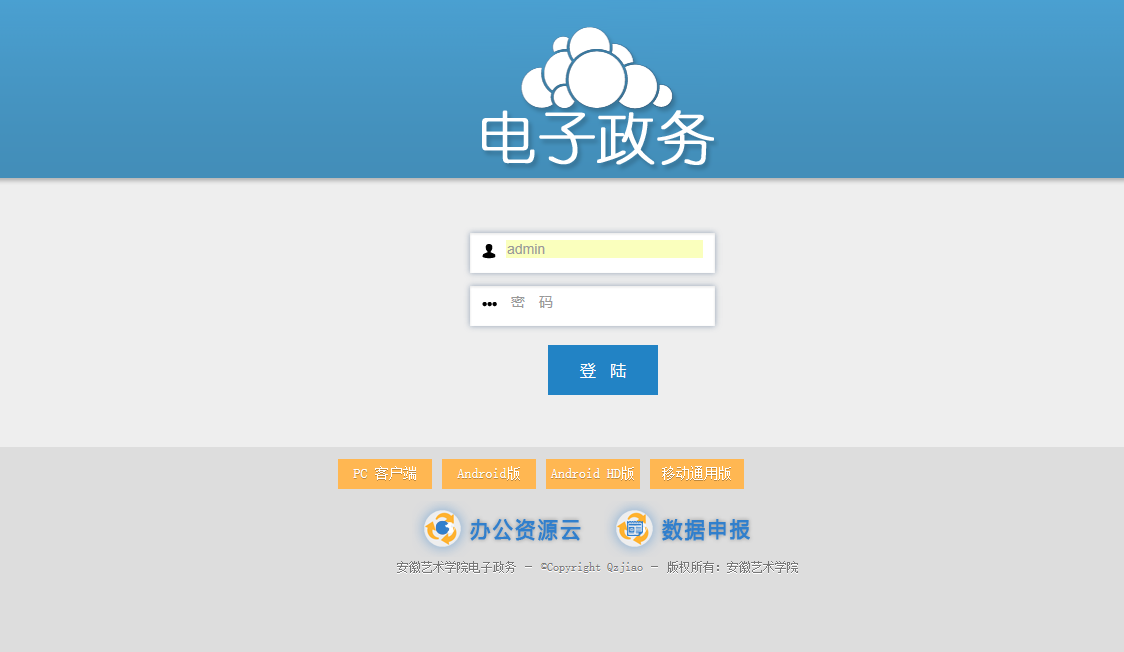 电子政务
admin
密 码
登 陆
PC 客户端 Android版 Android HD版 移动通用版
办公资源云 数据申报
安徽艺术学院电子政务 － ©Copyright Qzjiao － 版权所有：安徽艺术学院